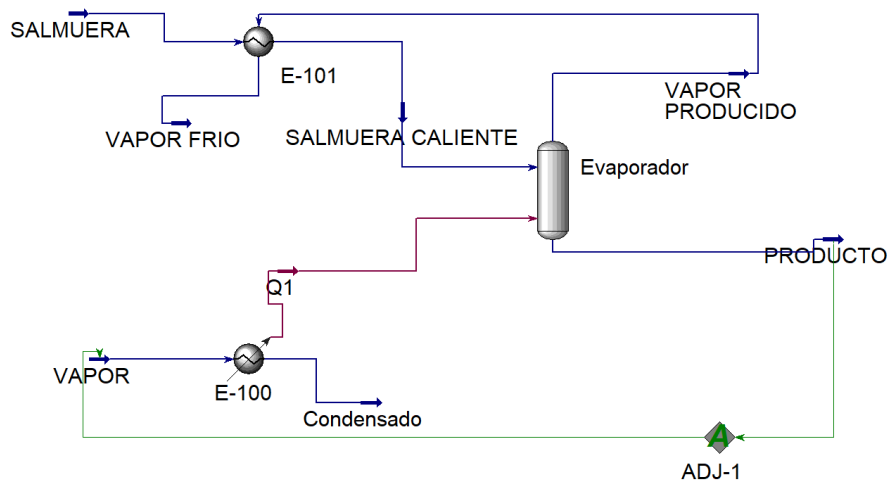 SALMUERA
E-101
VAPOR FRIO
SALMUERA CALIENTE
VAPOR
PRODUCIDO
Evaporador
PRODUCTO
Q1
VAPOR
E-100
Condensado
A
ADJ-1